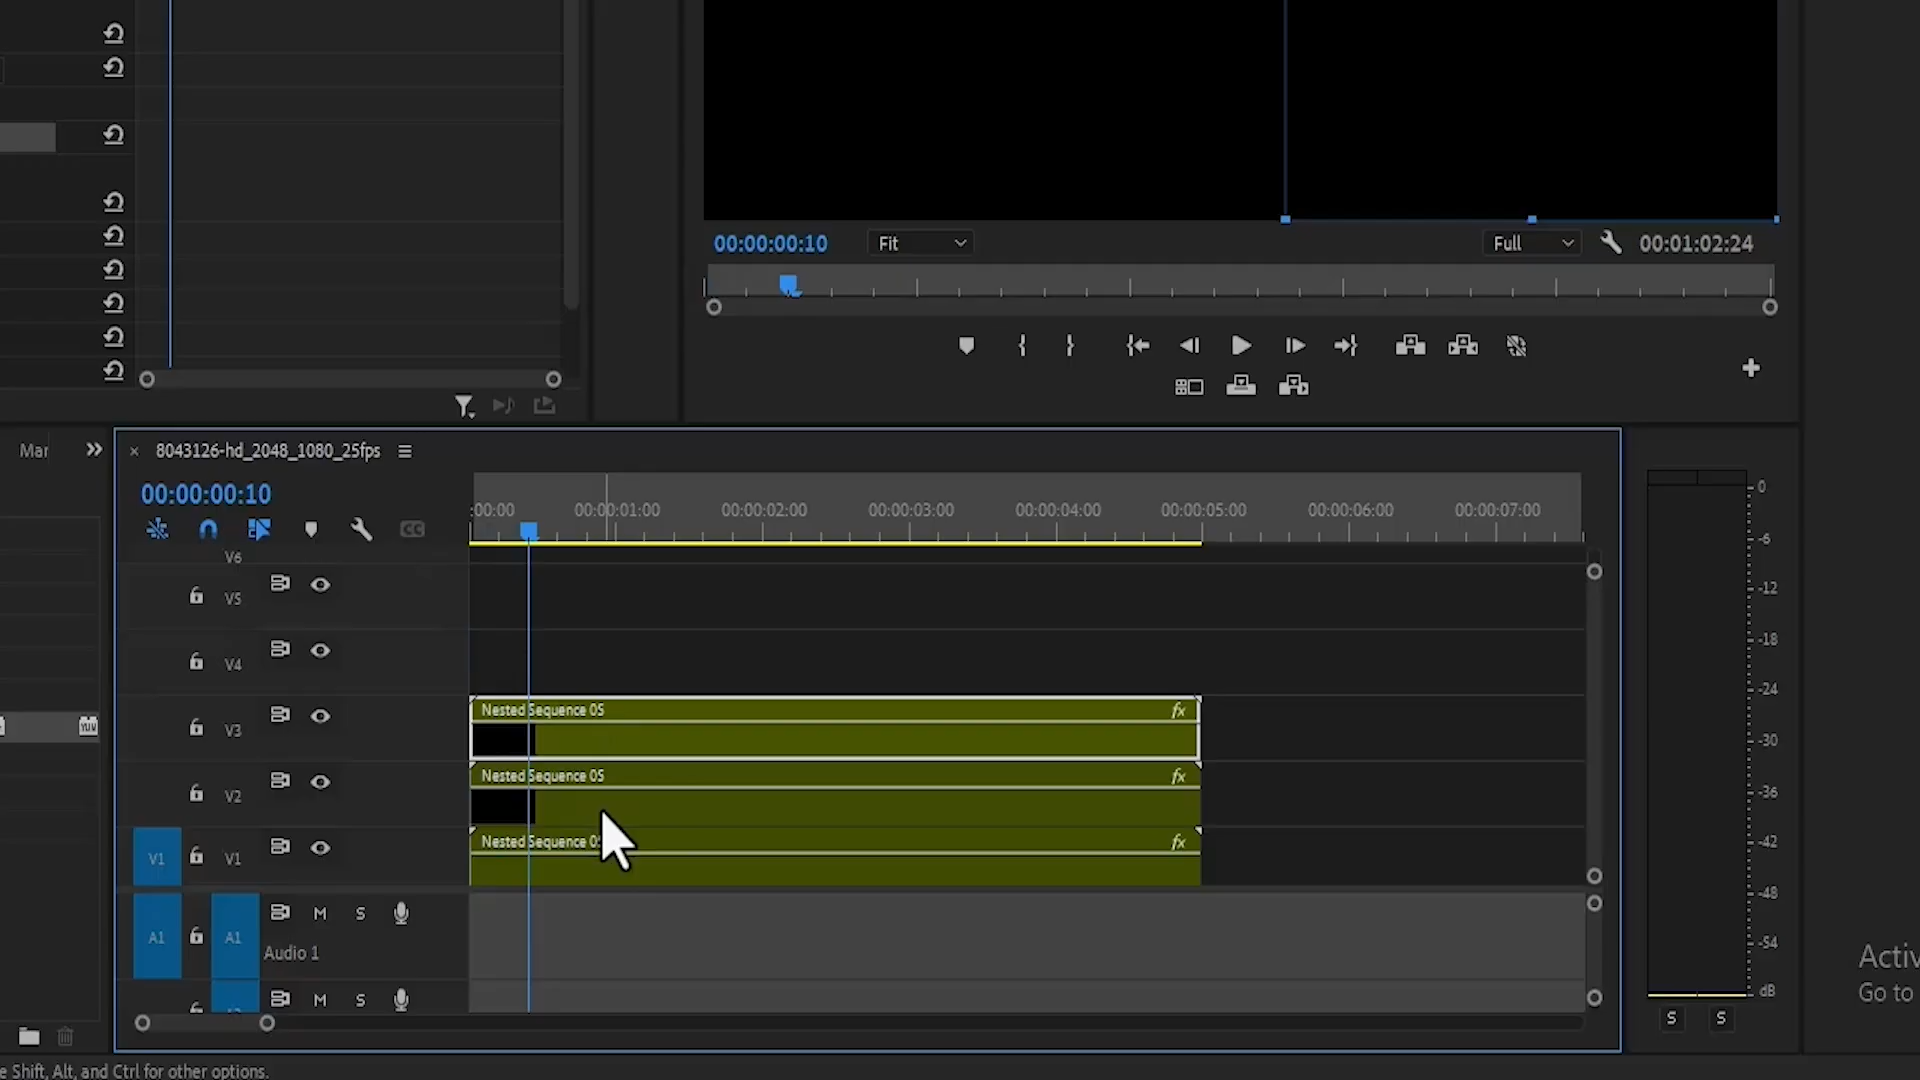 00:00:00:10
Fit
Full
00:01:02:24
Mar
8043126-hd_2048_1080_25fps
00:00:00:10
:00:00
00:00:01:00
00:00:02:00
00:00:03:00
00:00:04:00
00:00:05:00
00:00:06:00
00:00:07:00
CC
V6
V5
V4
V3
Nested Sequence 05
fx
V2
Nested Sequence 05
fx
V1
V1
Nested Sequence 0
fx
A1
A1
M
S
Audio 1
M
S
YUV
0
-6
-12
-18
-24
-30
-36
-42
-48
-54
dB
S
S
Activ
Go to
e Shift, Alt, and Ctrl for other options.